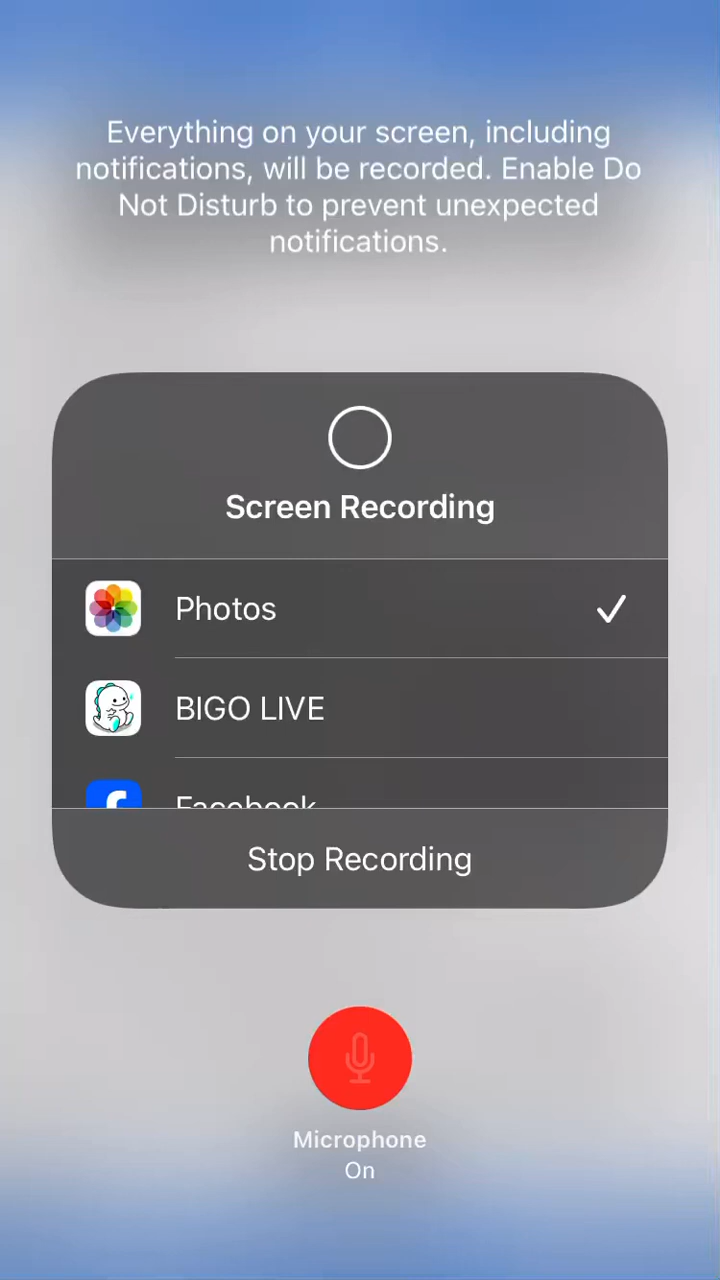 Everything on your screen, including
notifications, will be recorded. Enable Do
Not Disturb to prevent unexpected
notifications.
Screen Recording
Photos
BIGO LIVE
Facebook
Stop Recording
Microphone
On